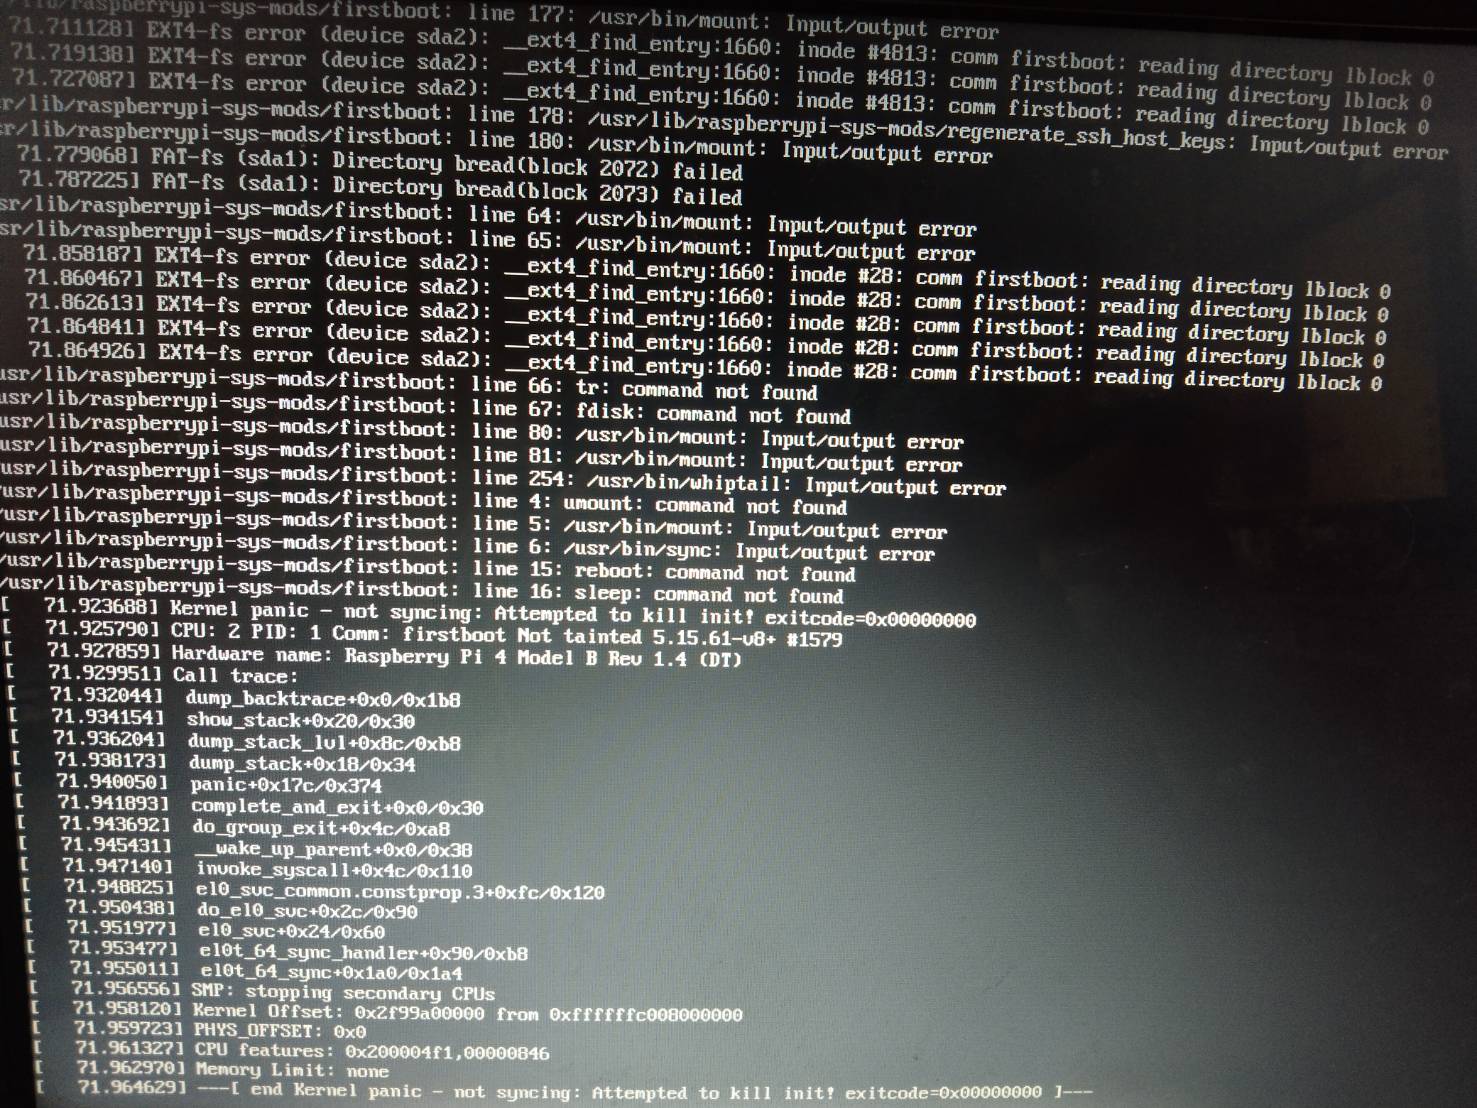 /lib/raspberrypi-sys-mods/firstboot: line 177: /usr/bin/mount: Input/output error
71.711128] EXT4-fs error (device sda2): __ext4_find_entry:1660: inode #4813: comm firstboot: reading directory lblock 0
71.719138] EXT4-fs error (device sda2): __ext4_find_entry:1660: inode #4813: comm firstboot: reading directory lblock 0
71.727087] EXT4-fs error (device sda2): __ext4_find_entry:1660: inode #4813: comm firstboot: reading directory lblock 0
sr/lib/raspberrypi-sys-mods/firstboot: line 178: /usr/lib/raspberrypi-sys-mods/regenerate_ssh_host_keys: Input/output error
sr/lib/raspberrypi-sys-mods/firstboot: line 180: /usr/bin/mount: Input/output error
71.779068] FAT-fs (sda1): Directory bread(block 2072) failed
71.787225] FAT-fs (sda1): Directory bread(block 2073) failed
sr/lib/raspberrypi-sys-mods/firstboot: line 64: /usr/bin/mount: Input/output error
sr/lib/raspberrypi-sys-mods/firstboot: line 65: /usr/bin/mount: Input/output error
71.858187] EXT4-fs error (device sda2): __ext4_find_entry:1660: inode #28: comm firstboot: reading directory lblock 0
71.860467] EXT4-fs error (device sda2): __ext4_find_entry:1660: inode #28: comm firstboot: reading directory lblock 0
71.862613] EXT4-fs error (device sda2): __ext4_find_entry:1660: inode #28: comm firstboot: reading directory lblock 0
71.864841] EXT4-fs error (device sda2): __ext4_find_entry:1660: inode #28: comm firstboot: reading directory lblock 0
71.864926] EXT4-fs error (device sda2): __ext4_find_entry:1660: inode #28: comm firstboot: reading directory lblock 0
usr/lib/raspberrypi-sys-mods/firstboot: line 66: tr: command not found
usr/lib/raspberrypi-sys-mods/firstboot: line 67: fdisk: command not found
usr/lib/raspberrypi-sys-mods/firstboot: line 80: /usr/bin/mount: Input/output error
usr/lib/raspberrypi-sys-mods/firstboot: line 81: /usr/bin/mount: Input/output error
usr/lib/raspberrypi-sys-mods/firstboot: line 254: /usr/bin/whiptail: Input/output error
/usr/lib/raspberrypi-sys-mods/firstboot: line 4: umount: command not found
/usr/lib/raspberrypi-sys-mods/firstboot: line 5: /usr/bin/mount: Input/output error
/usr/lib/raspberrypi-sys-mods/firstboot: line 6: /usr/bin/sync: Input/output error
/usr/lib/raspberrypi-sys-mods/firstboot: line 15: reboot: command not found
/usr/lib/raspberrypi-sys-mods/firstboot: line 16: sleep: command not found
[ 71.923688] Kernel panic - not syncing: Attempted to kill init! exitcode=0x00000000
[ 71.925790] CPU: 2 PID: 1 Comm: firstboot Not tainted 5.15.61-v8+ #1579
[ 71.927859] Hardware name: Raspberry Pi 4 Model B Rev 1.4 (DT)
[ 71.929951] Call trace:
[ 71.932044] dump_backtrace+0x0/0x1b8
[ 71.934154] show_stack+0x20/0x30
[ 71.936204] dump_stack_lvl+0x8c/0xb8
[ 71.938173] dump_stack+0x18/0x34
[ 71.940050] panic+0x17c/0x374
[ 71.941893] complete_and_exit+0x0/0x30
[ 71.943692] do_group_exit+0x4c/0xa8
[ 71.945431] __wake_up_parent+0x0/0x38
[ 71.947140] invoke_syscall+0x4c/0x110
[ 71.948825] el0_svc_common.constprop.3+0xfc/0x120
[ 71.950438] do_el0_svc+0x2c/0x90
[ 71.951977] el0_svc+0x24/0x60
[ 71.953477] el0t_64_sync_handler+0x90/0xb8
[ 71.955011] el0t_64_sync+0x1a0/0x1a4
[ 71.956556] SMP: stopping secondary CPUs
[ 71.958120] Kernel Offset: 0x2f99a00000 from 0xffffffc008000000
[ 71.959723] PHYS_OFFSET: 0x0
[ 71.961327] CPU features: 0x200004f1,00000846
[ 71.962970] Memory Limit: none
[ 71.964629] ---[ end Kernel panic - not syncing: Attempted to kill init! exitcode=0x00000000 ]---